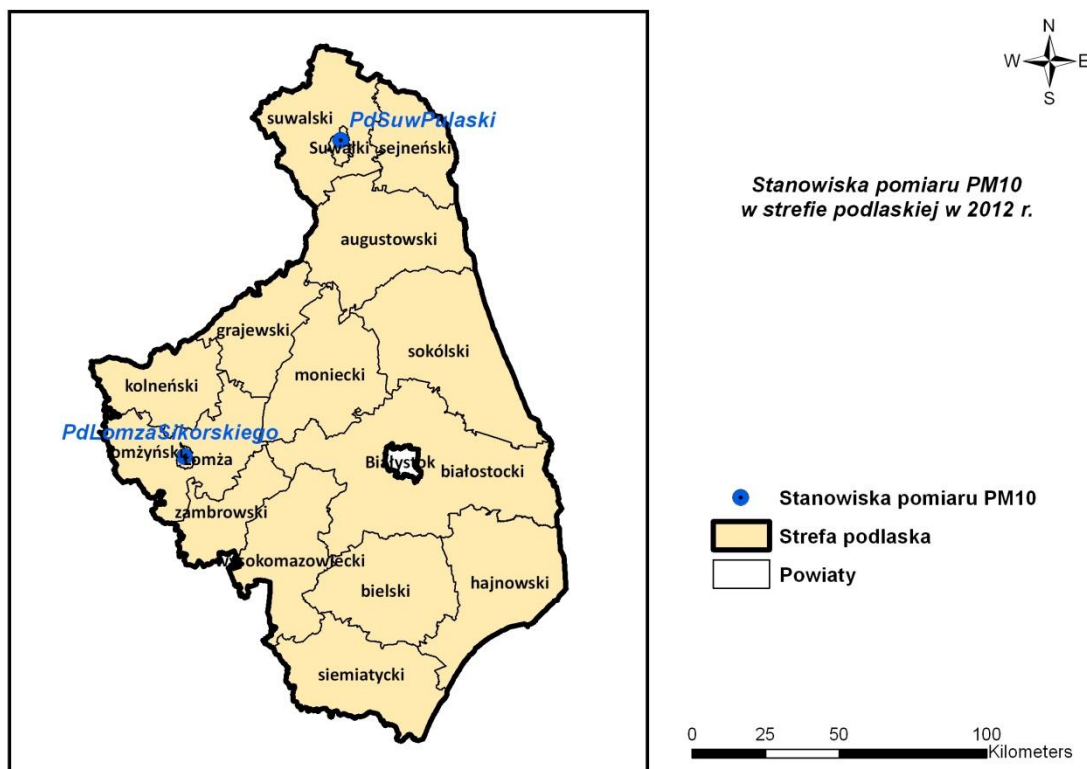 N
W E
S
PdSuwPulaski
suwalski
Suwałki sejneński
Stanowiska pomiaru PM10
w strefie podlaskiej w 2012 r.
augustowski
grajewski
sokólski
moniecki
kolneński
PdLomzaSikorskiego
łomżyński
Łomża
Białystok
białostocki
zambrowski
wysokomazowiecki
bielski
hajnowski
siemiatycki
Stanowiska pomiaru PM10
Strefa podlaska
Powiaty
0 25 50 100
Kilometers